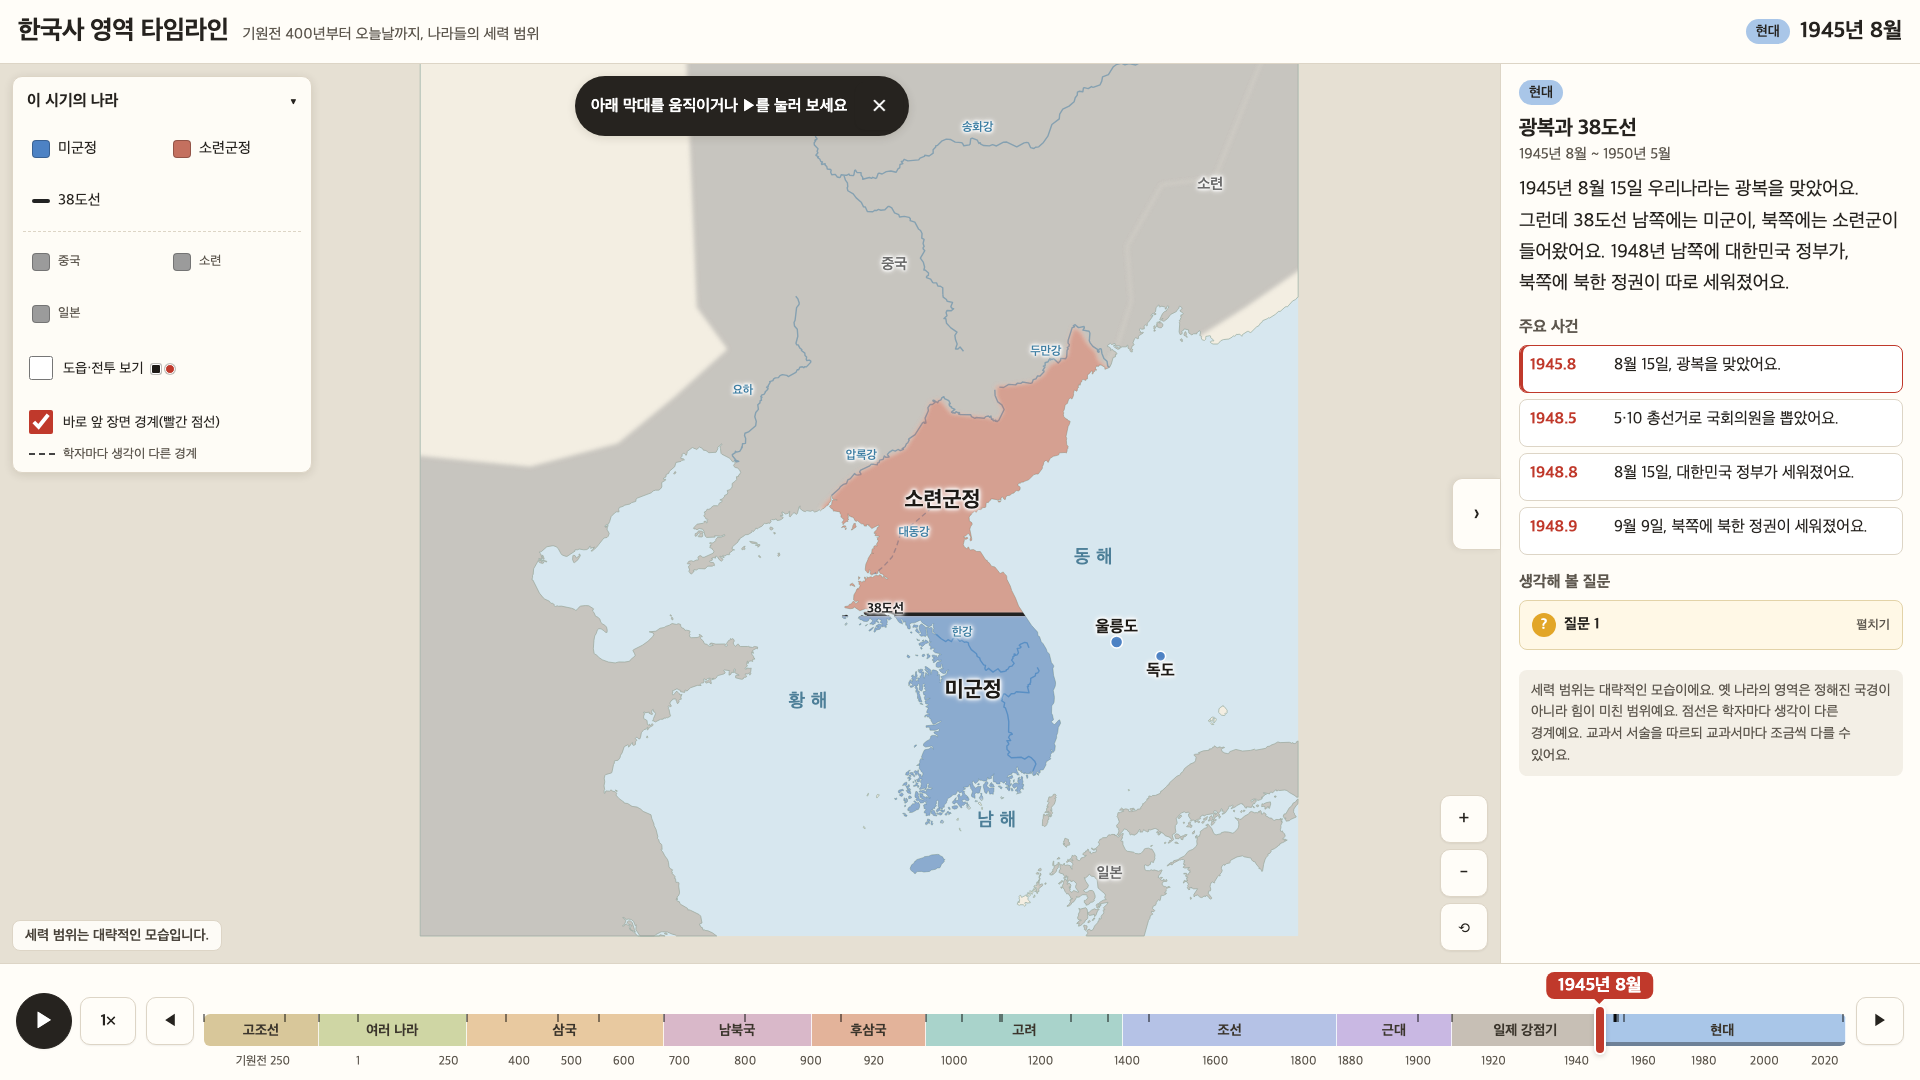 한국사 영역 타임라인
기원전 400년부터 오늘날까지, 나라들의 세력 범위
현대 1945년 8월
이 시기의 나라 ▾
미군정 소련군정
38도선
중국 소련
일본
도읍·전투 보기
바로 앞 장면 경계(빨간 점선)
학자마다 생각이 다른 경계
세력 범위는 대략적인 모습입니다.
아래 막대를 움직이거나 ▶를 눌러 보세요 ✕
송화강
소련
중국
두만강
요하
압록강
소련군정
대동강
동 해
38도선
한강
울릉도
독도
미군정
황 해
남 해
일본
›
+
−
⟲
현대
광복과 38도선
1945년 8월 ~ 1950년 5월
1945년 8월 15일 우리나라는 광복을 맞았어요.
그런데 38도선 남쪽에는 미군이, 북쪽에는 소련군이
들어왔어요. 1948년 남쪽에 대한민국 정부가,
북쪽에 북한 정권이 따로 세워졌어요.
주요 사건
1945.8 8월 15일, 광복을 맞았어요.
1948.5 5·10 총선거로 국회의원을 뽑았어요.
1948.8 8월 15일, 대한민국 정부가 세워졌어요.
1948.9 9월 9일, 북쪽에 북한 정권이 세워졌어요.
생각해 볼 질문
? 질문 1 펼치기
세력 범위는 대략적인 모습이에요. 옛 나라의 영역은 정해진 국경이
아니라 힘이 미친 범위예요. 점선은 학자마다 생각이 다른
경계예요. 교과서 서술을 따르되 교과서마다 조금씩 다를 수
있어요.
1945년 8월
▶ 1× ◀ ▶
고조선 여러 나라 삼국 남북국 후삼국 고려 조선 근대 일제 강점기 현대
기원전 250 1 250 400 500 600 700 800 900 920 1000 1200 1400 1600 1800 1880 1900 1920 1940 1960 1980 2000 2020